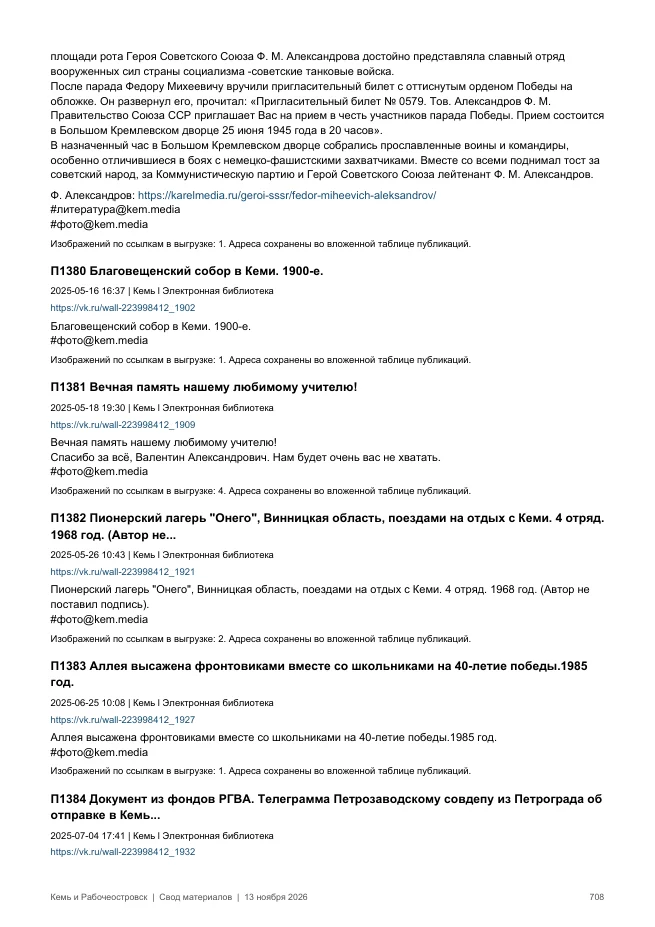 площади рота Героя Советского Союза Ф. М. Александрова достойно представляла славный отряд
вооруженных сил страны социализма -советские танковые войска.
После парада Федору Михеевичу вручили пригласительный билет с оттиснутым орденом Победы на
обложке. Он развернул его, прочитал: «Пригласительный билет № 0579. Тов. Александров Ф. М.
Правительство Союза ССР приглашает Вас на прием в честь участников парада Победы. Прием состоится
в Большом Кремлевском дворце 25 июня 1945 года в 20 часов».
В назначенный час в Большом Кремлевском дворце собрались прославленные воины и командиры,
особенно отличившиеся в боях с немецко-фашистскими захватчиками. Вместе со всеми поднимал тост за
советский народ, за Коммунистическую партию и Герой Советского Союза лейтенант Ф. М. Александров.
Ф. Александров: https://karelmedia.ru/geroi-sssr/fedor-miheevich-aleksandrov/
#литература@kem.media
#фото@kem.media
Изображений по ссылкам в выгрузке: 1. Адреса сохранены во вложенной таблице публикаций.
П1380 Благовещенский собор в Кеми. 1900-е.
2025-05-16 16:37 | Кемь I Электронная библиотека
https://vk.ru/wall-223998412_1902
Благовещенский собор в Кеми. 1900-е.
#фото@kem.media
Изображений по ссылкам в выгрузке: 1. Адреса сохранены во вложенной таблице публикаций.
П1381 Вечная память нашему любимому учителю!
2025-05-18 19:30 | Кемь I Электронная библиотека
https://vk.ru/wall-223998412_1909
Вечная память нашему любимому учителю!
Спасибо за всё, Валентин Александрович. Нам будет очень вас не хватать.
#фото@kem.media
Изображений по ссылкам в выгрузке: 4. Адреса сохранены во вложенной таблице публикаций.
П1382 Пионерский лагерь "Онего", Винницкая область, поездами на отдых с Кеми. 4 отряд.
1968 год. (Автор не...
2025-05-26 10:43 | Кемь I Электронная библиотека
https://vk.ru/wall-223998412_1921
Пионерский лагерь "Онего", Винницкая область, поездами на отдых с Кеми. 4 отряд. 1968 год. (Автор не
поставил подпись).
#фото@kem.media
Изображений по ссылкам в выгрузке: 2. Адреса сохранены во вложенной таблице публикаций.
П1383 Аллея высажена фронтовиками вместе со школьниками на 40-летие победы.1985
год.
2025-06-25 10:08 | Кемь I Электронная библиотека
https://vk.ru/wall-223998412_1927
Аллея высажена фронтовиками вместе со школьниками на 40-летие победы.1985 год.
#фото@kem.media
Изображений по ссылкам в выгрузке: 1. Адреса сохранены во вложенной таблице публикаций.
П1384 Документ из фондов РГВА. Телеграмма Петрозаводскому совдепу из Петрограда об
отправке в Кемь...
2025-07-04 17:41 | Кемь I Электронная библиотека
https://vk.ru/wall-223998412_1932
Кемь и Рабочеостровск | Свод материалов | 13 ноября 2026 708